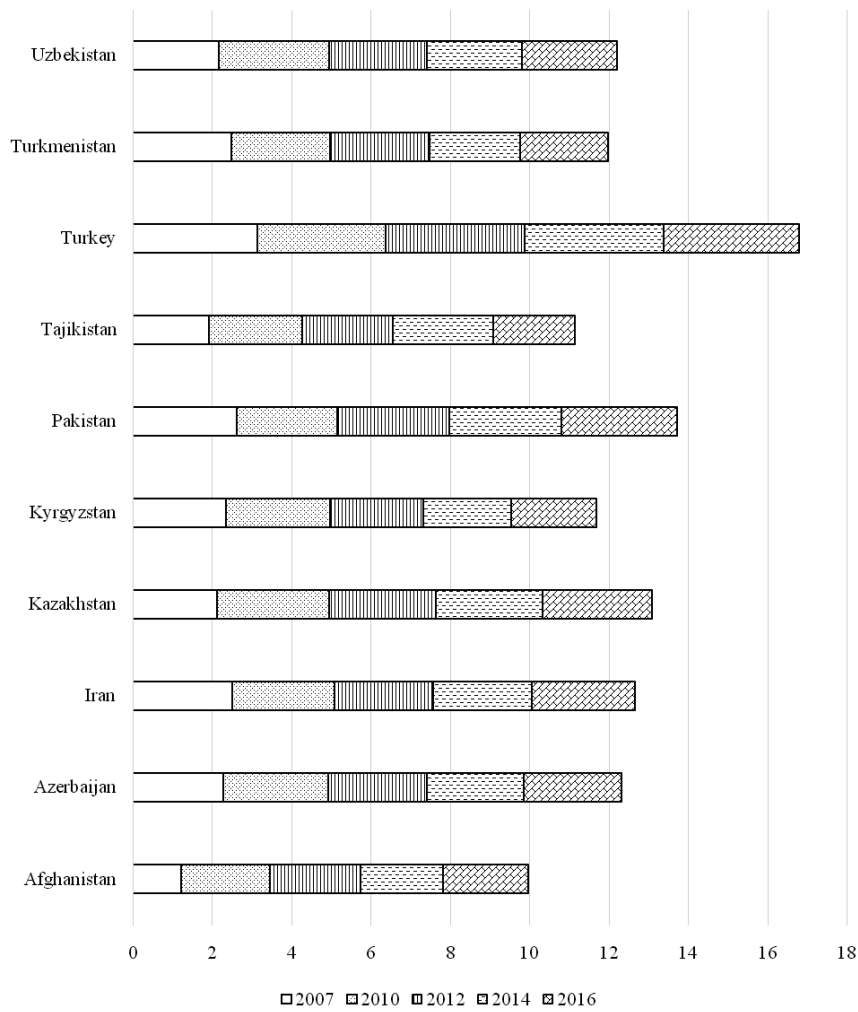 Uzbekistan
Turkmenistan
Turkey
Tajikistan
Pakistan
Kyrgyzstan
Kazakhstan
Iran
Azerbaijan
Afghanistan
0 2 4 6 8 10 12 14 16 18
2007 2010 2012 2014 2016